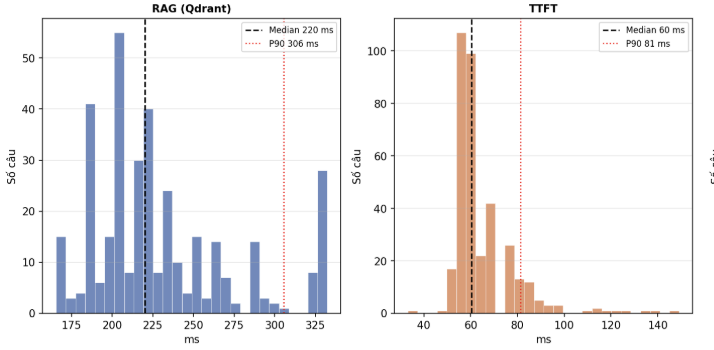 RAG (Qdrant)
Median 220 ms
P90 306 ms
Số câu
50
40
30
20
10
0
175 200 225 250 275 300 325
ms
TTFT
Median 60 ms
P90 81 ms
Số câu
100
80
60
40
20
0
40 60 80 100 120 140
ms